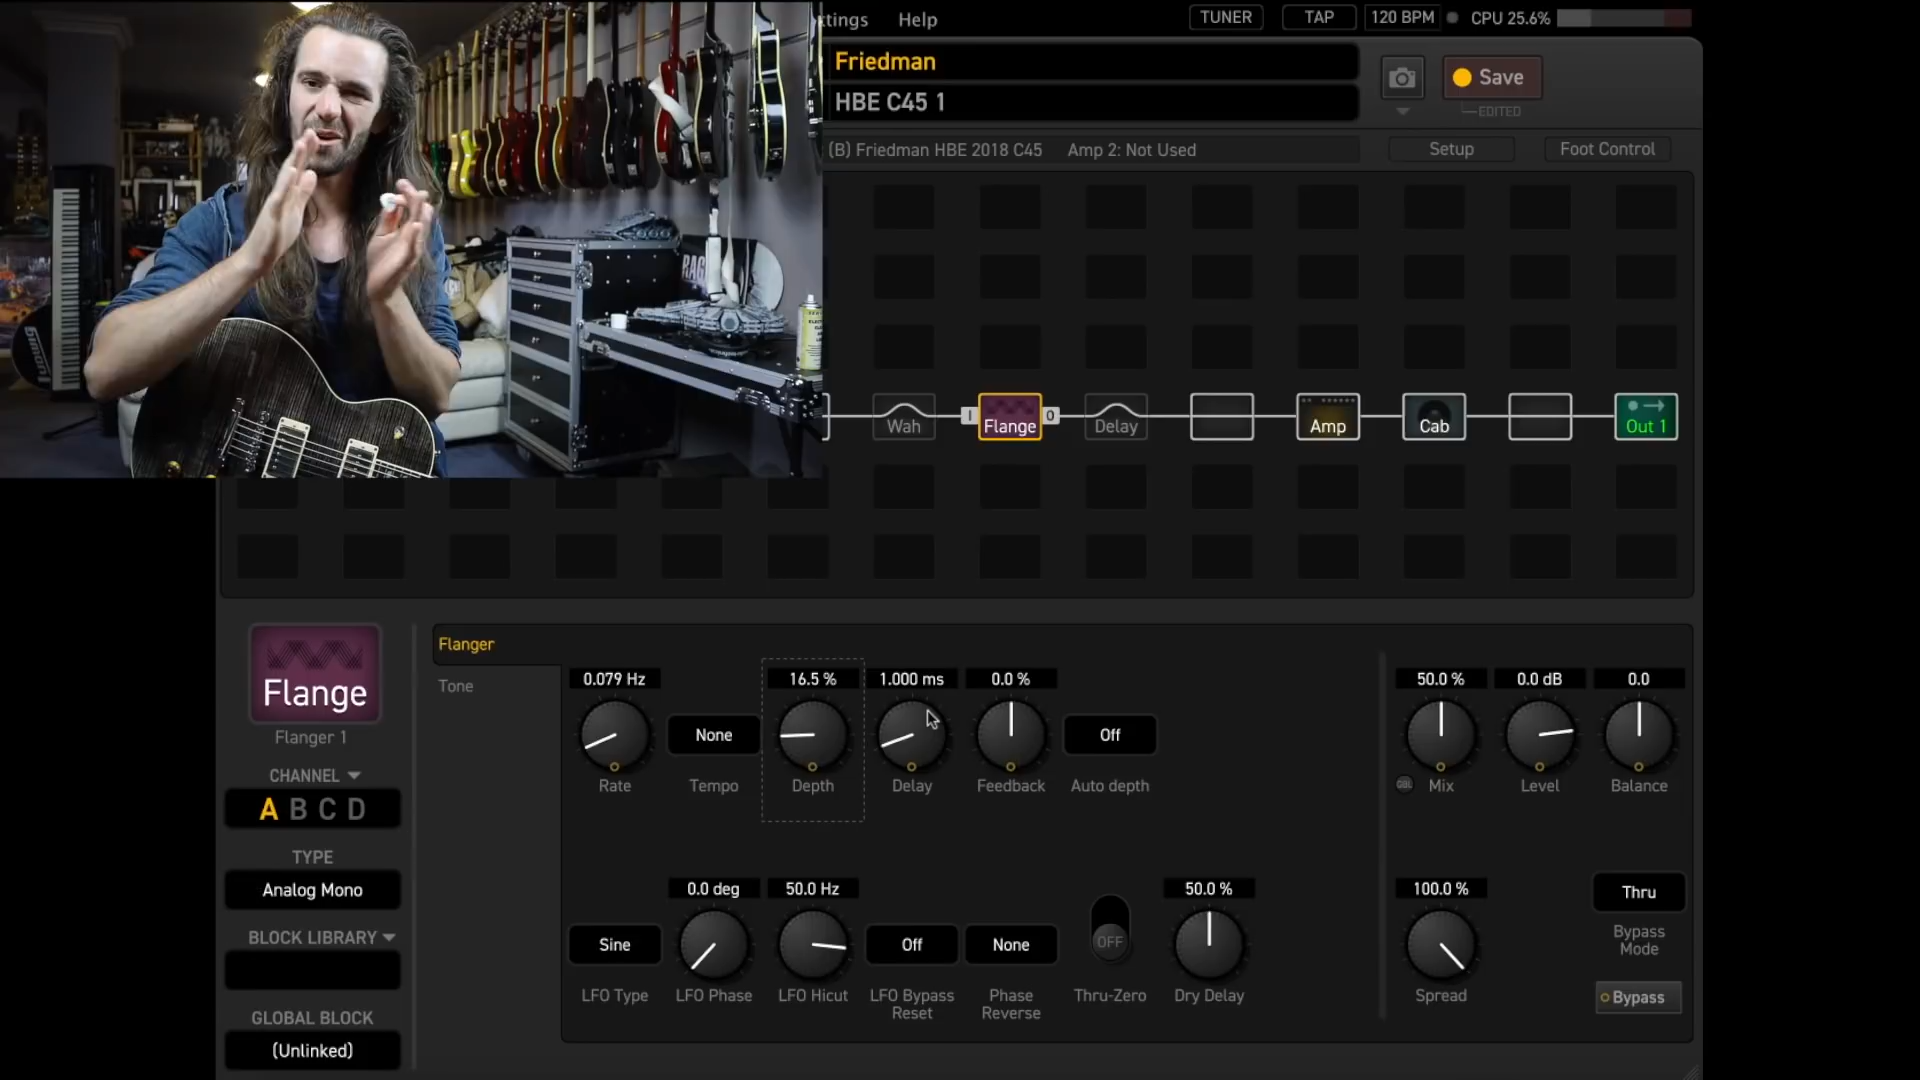 ttings Help
TUNER TAP 120 BPM CPU 25.6%
Friedman
HBE C45 1
Save
EDITED
(B) Friedman HBE 2018 C45 Amp 2: Not Used
Setup Foot Control
RAG
Wah I Flange O Delay Amp Cab Out 1
Flange
Flanger 1
CHANNEL
A B C D
TYPE
Analog Mono
BLOCK LIBRARY
GLOBAL BLOCK
(Unlinked)
Flanger
Tone
0.079 Hz 16.5 % 1.000 ms 0.0 %
None Off
Rate Tempo Depth Delay Feedback Auto depth
0.0 deg 50.0 Hz 50.0 %
Sine Off None OFF
LFO Type LFO Phase LFO Hicut LFO Bypass Reset Phase Reverse Thru-Zero Dry Delay
50.0 % 0.0 dB 0.0
Mix Level Balance
100.0 %
Thru
Bypass Mode
Spread
Bypass